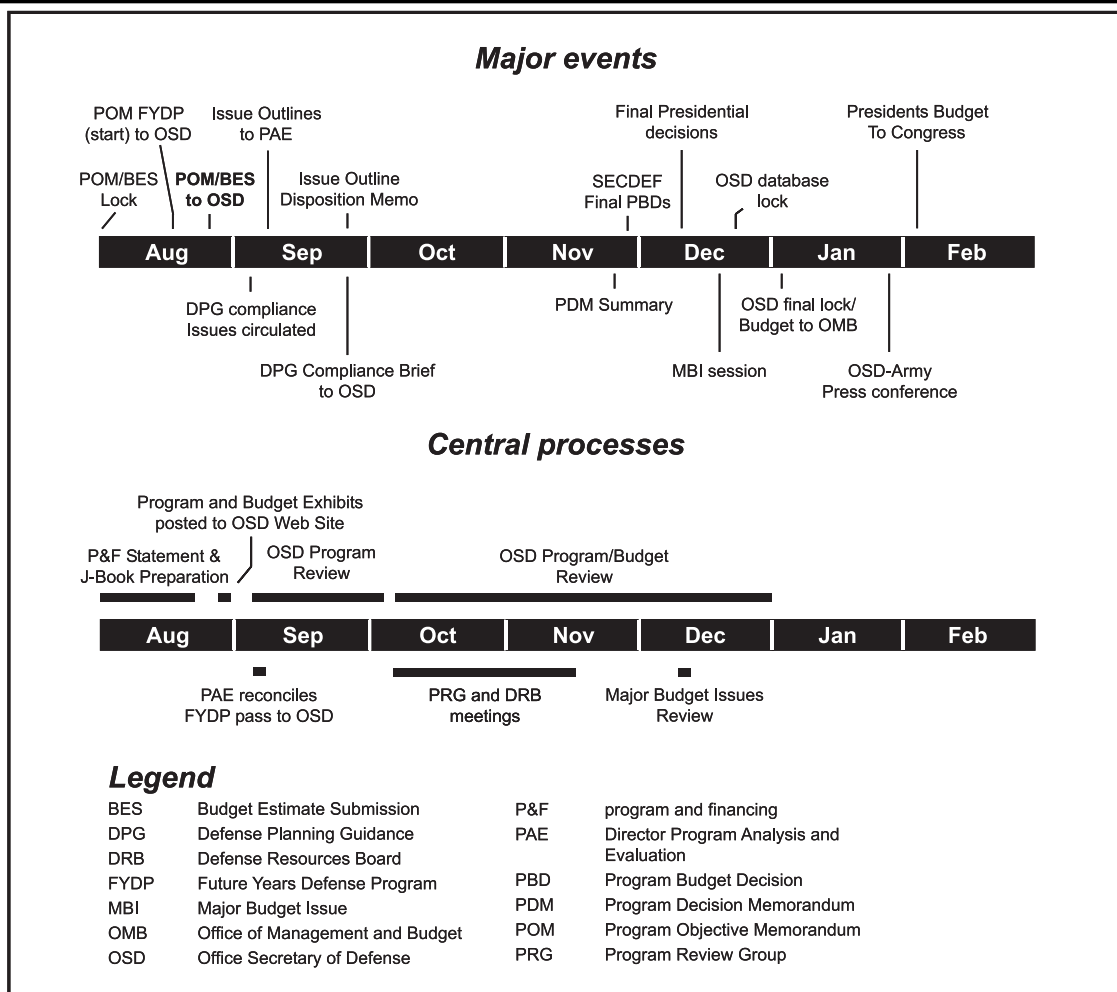 Major events
POM FYDP
(start) to OSD
Issue Outlines
to PAE
Final Presidential
decisions
Presidents Budget
To Congress
POM/BES
Lock
POM/BES
to OSD
Issue Outline
Disposition Memo
SECDEF
Final PBDs
OSD database
lock
Aug Sep Oct Nov Dec Jan Feb
DPG compliance
Issues circulated
PDM Summary
OSD final lock/
Budget to OMB
DPG Compliance Brief
to OSD
MBI session
OSD-Army
Press conference
Central processes
Program and Budget Exhibits
posted to OSD Web Site
P&F Statement &
J-Book Preparation
OSD Program
Review
OSD Program/Budget
Review
Aug Sep Oct Nov Dec Jan Feb
PAE reconciles
FYDP pass to OSD
PRG and DRB
meetings
Major Budget Issues
Review
Legend
BES Budget Estimate Submission
DPG Defense Planning Guidance
DRB Defense Resources Board
FYDP Future Years Defense Program
MBI Major Budget Issue
OMB Office of Management and Budget
OSD Office Secretary of Defense
P&F program and financing
PAE Director Program Analysis and
Evaluation
PBD Program Budget Decision
PDM Program Decision Memorandum
POM Program Objective Memorandum
PRG Program Review Group